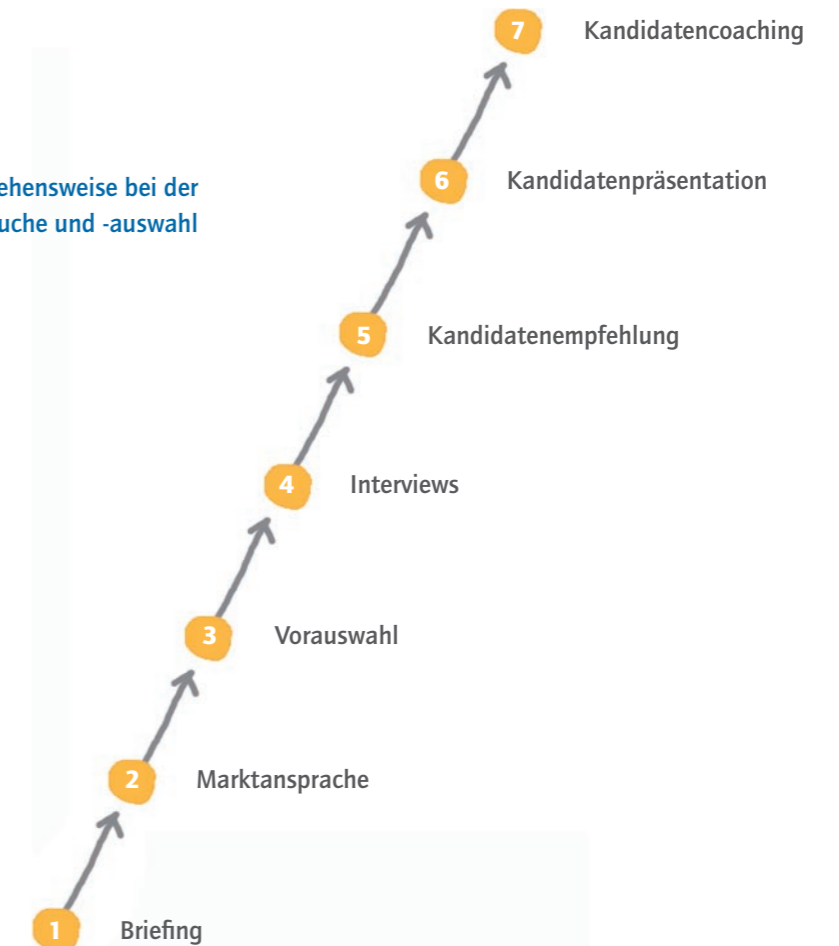 7 Kandidatencoaching
6 Kandidatenpräsentation
ehensweise bei der
uche und -auswahl
5 Kandidatenempfehlung
4 Interviews
3 Vorauswahl
2 Marktansprache
1 Briefing